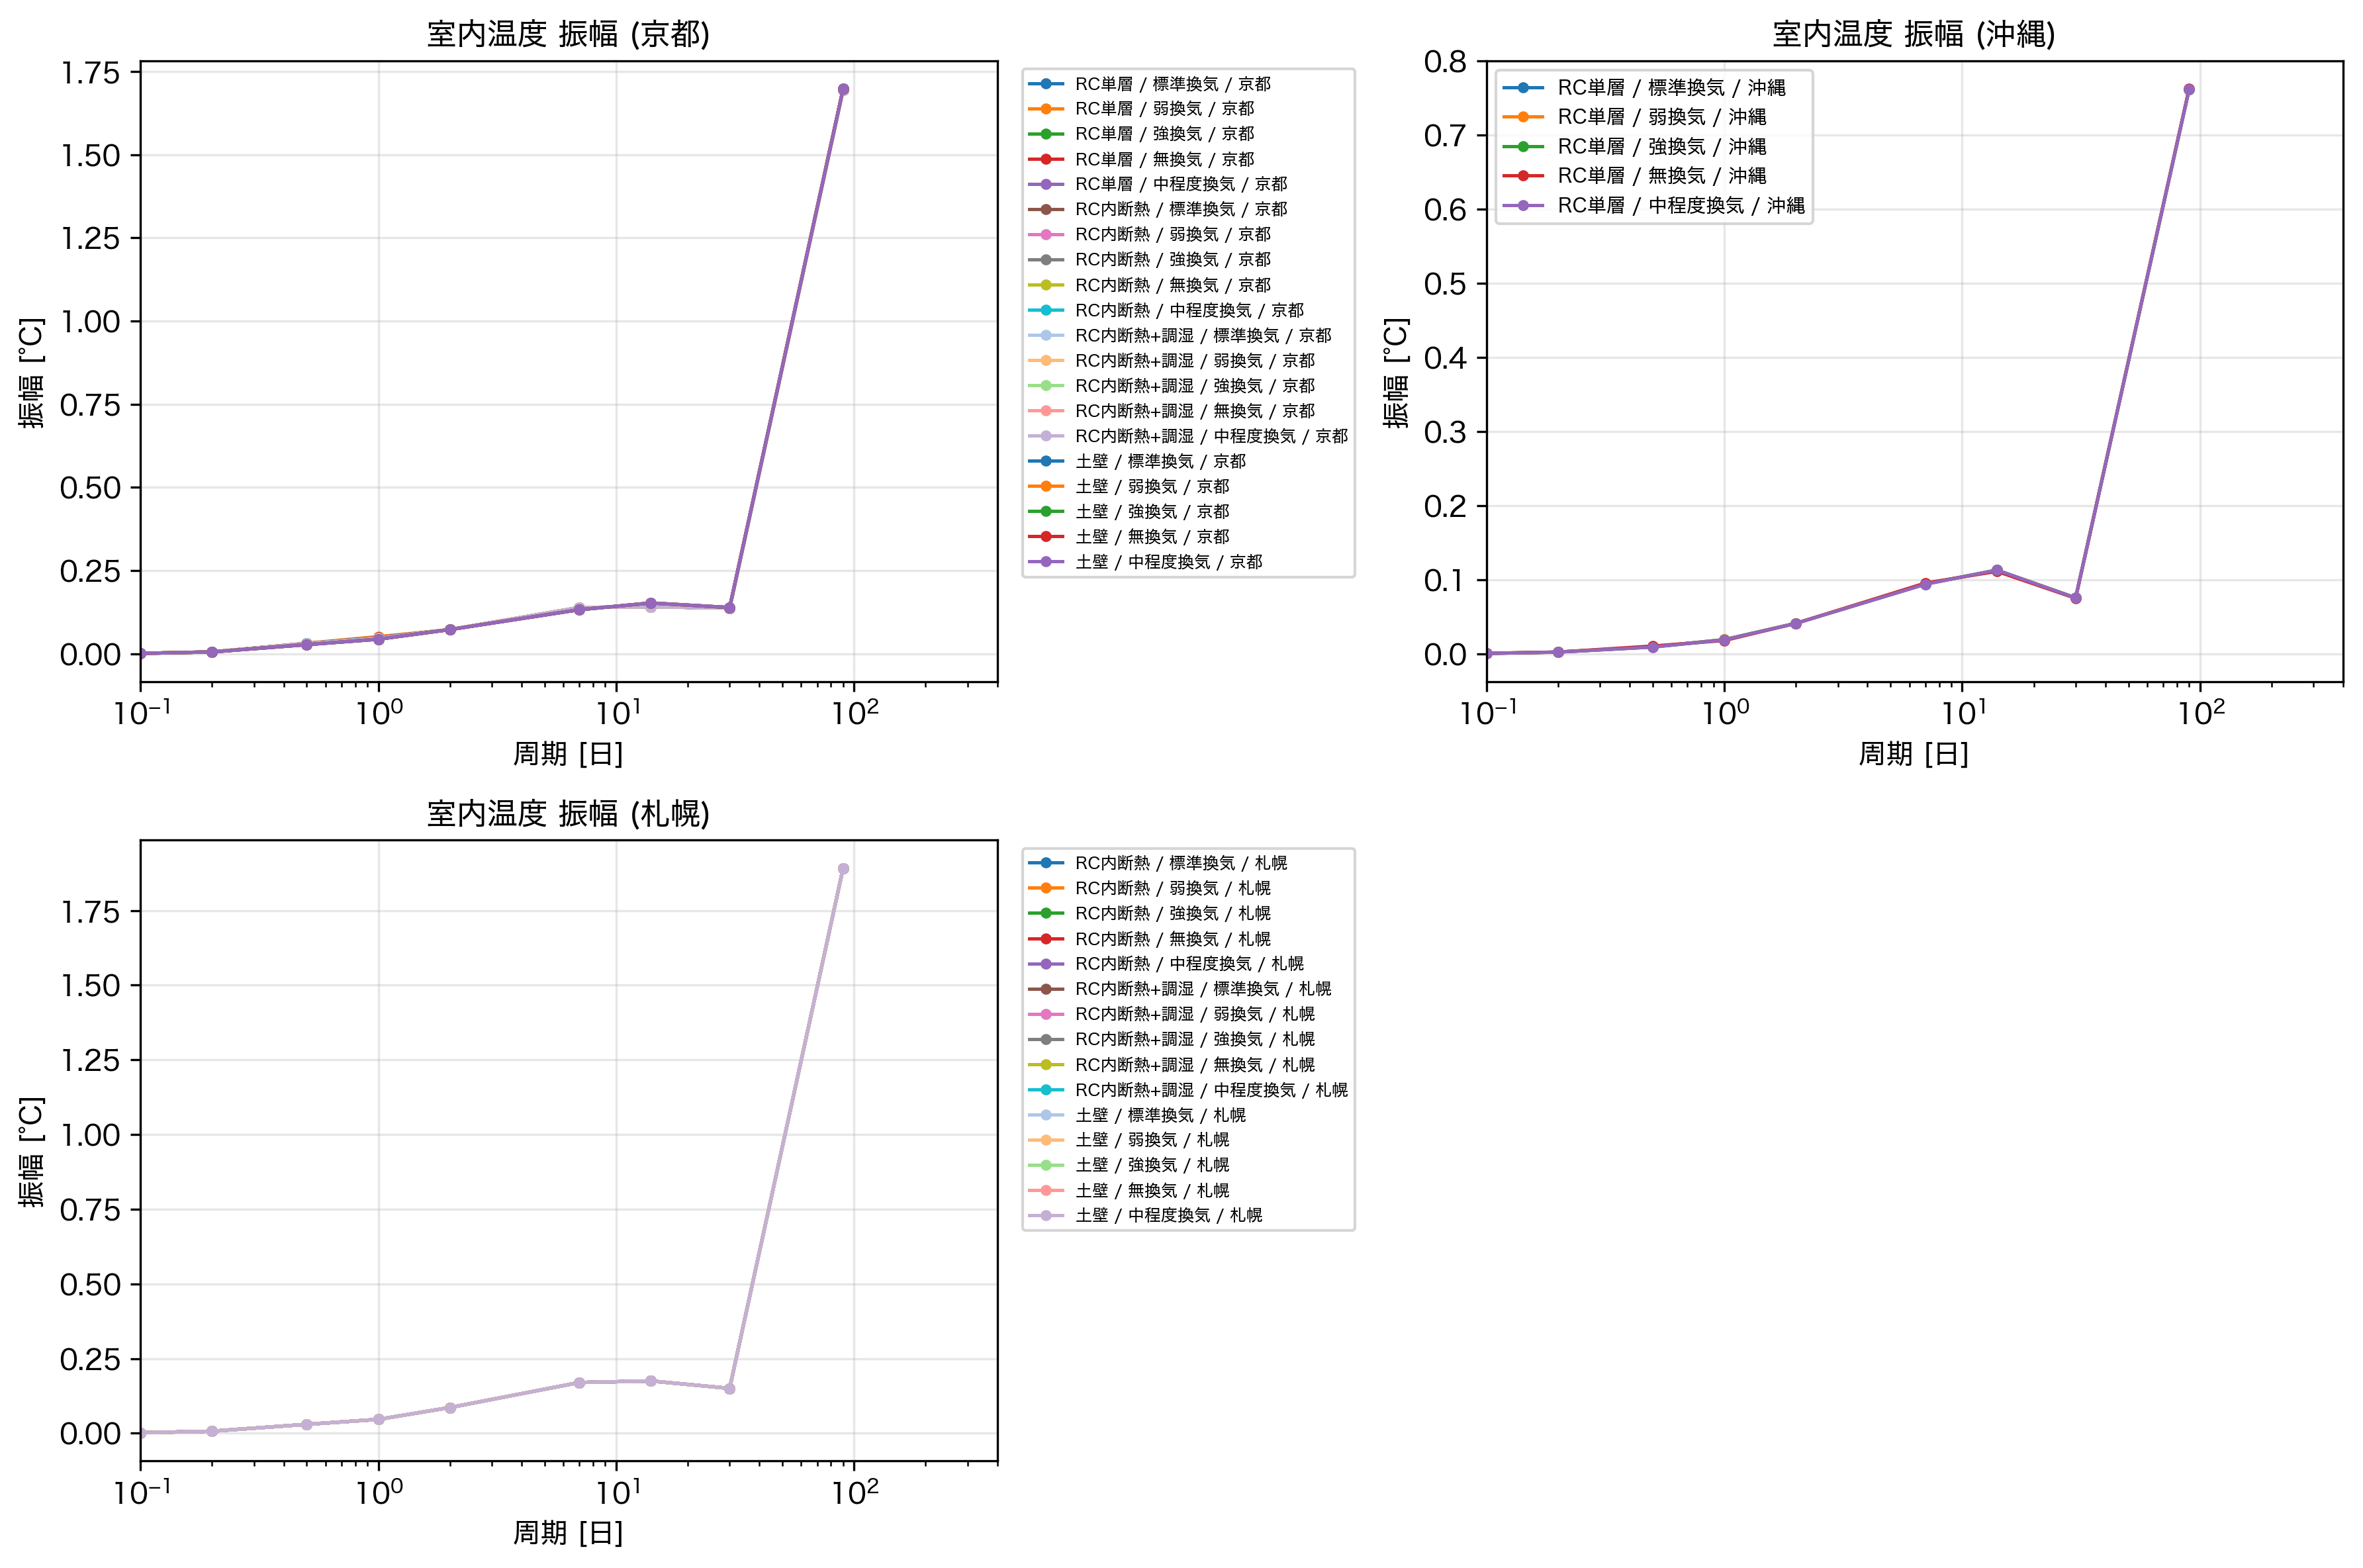 室内温度 振幅 (京都)
振幅 [℃]
1.75
1.50
1.25
1.00
0.75
0.50
0.25
0.00
10⁻¹
10⁰
10¹
10²
周期 [日]
RC単層 / 標準換気 / 京都
RC単層 / 弱換気 / 京都
RC単層 / 強換気 / 京都
RC単層 / 無換気 / 京都
RC単層 / 中程度換気 / 京都
RC内断熱 / 標準換気 / 京都
RC内断熱 / 弱換気 / 京都
RC内断熱 / 強換気 / 京都
RC内断熱 / 無換気 / 京都
RC内断熱 / 中程度換気 / 京都
RC内断熱+調湿 / 標準換気 / 京都
RC内断熱+調湿 / 弱換気 / 京都
RC内断熱+調湿 / 強換気 / 京都
RC内断熱+調湿 / 無換気 / 京都
RC内断熱+調湿 / 中程度換気 / 京都
土壁 / 標準換気 / 京都
土壁 / 弱換気 / 京都
土壁 / 強換気 / 京都
土壁 / 無換気 / 京都
土壁 / 中程度換気 / 京都
室内温度 振幅 (沖縄)
振幅 [℃]
0.8
0.7
0.6
0.5
0.4
0.3
0.2
0.1
0.0
10⁻¹
10⁰
10¹
10²
周期 [日]
RC単層 / 標準換気 / 沖縄
RC単層 / 弱換気 / 沖縄
RC単層 / 強換気 / 沖縄
RC単層 / 無換気 / 沖縄
RC単層 / 中程度換気 / 沖縄
室内温度 振幅 (札幌)
振幅 [℃]
1.75
1.50
1.25
1.00
0.75
0.50
0.25
0.00
10⁻¹
10⁰
10¹
10²
周期 [日]
RC内断熱 / 標準換気 / 札幌
RC内断熱 / 弱換気 / 札幌
RC内断熱 / 強換気 / 札幌
RC内断熱 / 無換気 / 札幌
RC内断熱 / 中程度換気 / 札幌
RC内断熱+調湿 / 標準換気 / 札幌
RC内断熱+調湿 / 弱換気 / 札幌
RC内断熱+調湿 / 強換気 / 札幌
RC内断熱+調湿 / 無換気 / 札幌
RC内断熱+調湿 / 中程度換気 / 札幌
土壁 / 標準換気 / 札幌
土壁 / 弱換気 / 札幌
土壁 / 強換気 / 札幌
土壁 / 無換気 / 札幌
土壁 / 中程度換気 / 札幌